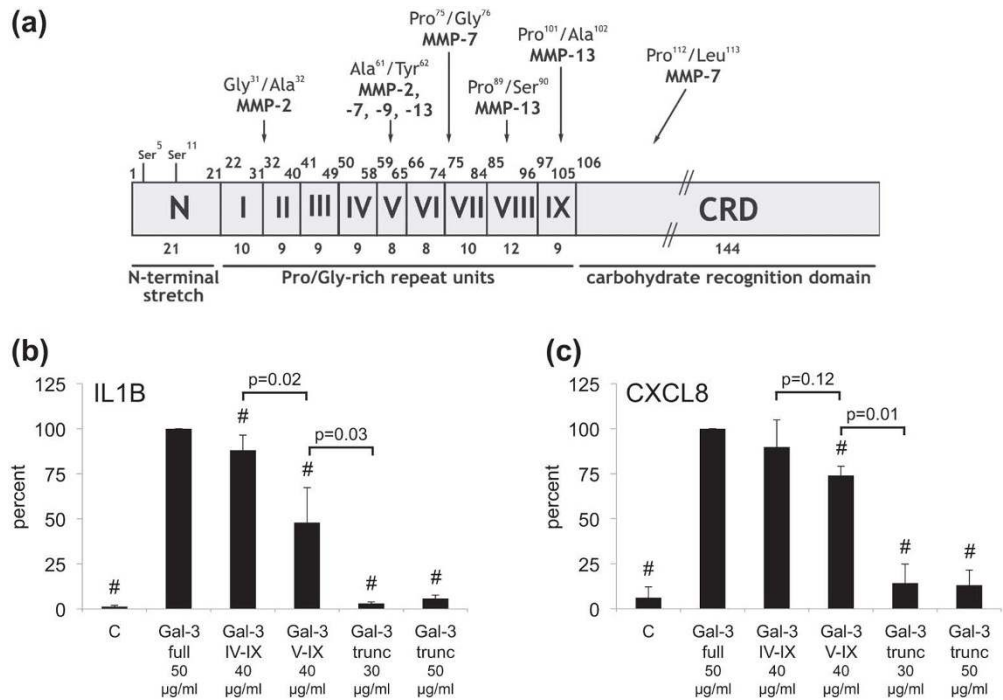 (a)
Pro⁷⁵/Gly⁷⁶
MMP-7
Pro¹⁰¹/Ala¹⁰²
MMP-13
Pro¹¹²/Leu¹¹³
MMP-7
Gly³¹/Ala³²
MMP-2
Ala⁶¹/Tyr⁶²
MMP-2,
-7, -9, -13
Pro⁸⁹/Ser⁹⁰
MMP-13
Ser⁵ Ser¹¹
1 21 22 31 32 40 41 49 50 58 59 65 66 74 75 84 85 96 97 105 106
N I II III IV V VI VII VIII IX CRD
21 10 9 9 9 8 8 10 12 9 144
N-terminal
stretch
Pro/Gly-rich repeat units
carbohydrate recognition domain
(b)
IL1B
percent
125
100
75
50
25
0
p=0.02
p=0.03
# # # # #
C
Gal-3
full
50
µg/ml
Gal-3
IV-IX
40
µg/ml
Gal-3
V-IX
40
µg/ml
Gal-3
trunc
30
µg/ml
Gal-3
trunc
50
µg/ml
(c)
CXCL8
percent
125
100
75
50
25
0
p=0.12
p=0.01
# # # #
C
Gal-3
full
50
µg/ml
Gal-3
IV-IX
40
µg/ml
Gal-3
V-IX
40
µg/ml
Gal-3
trunc
30
µg/ml
Gal-3
trunc
50
µg/ml